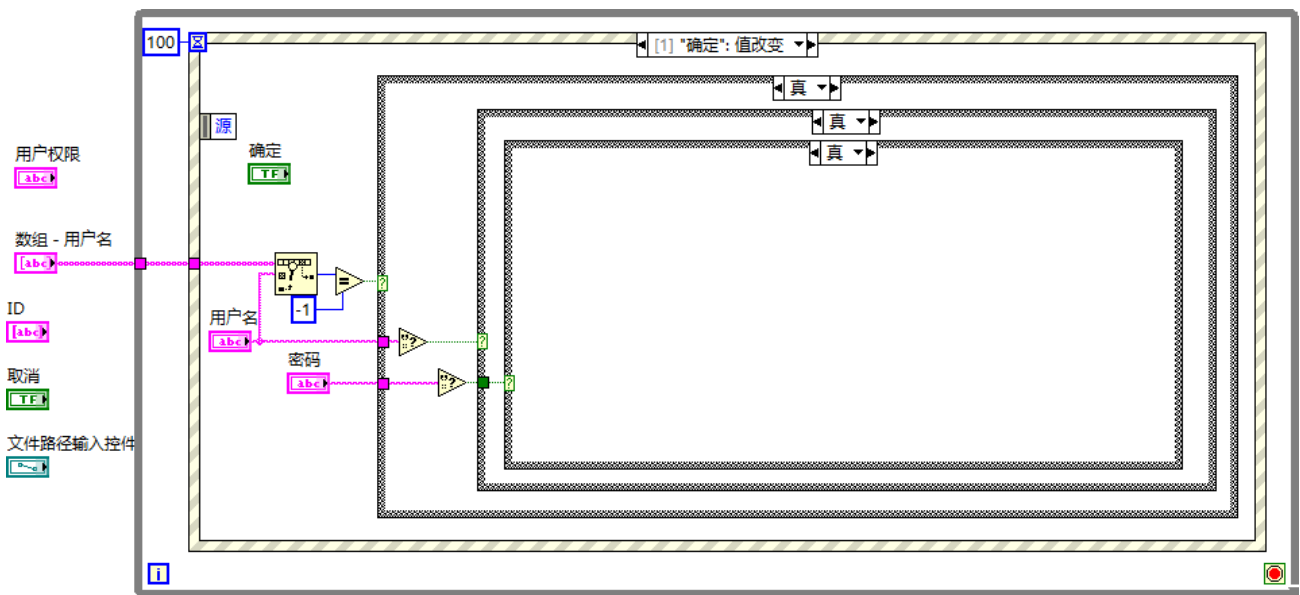 100
[1] "确定": 值改变
真
真
真
源
确定
TF
用户权限
abc
数组 - 用户名
[abc]
-1
=
?
ID
[abc]
用户名
abc
?
?
密码
abc
?
?
取消
TF
文件路径输入控件
i